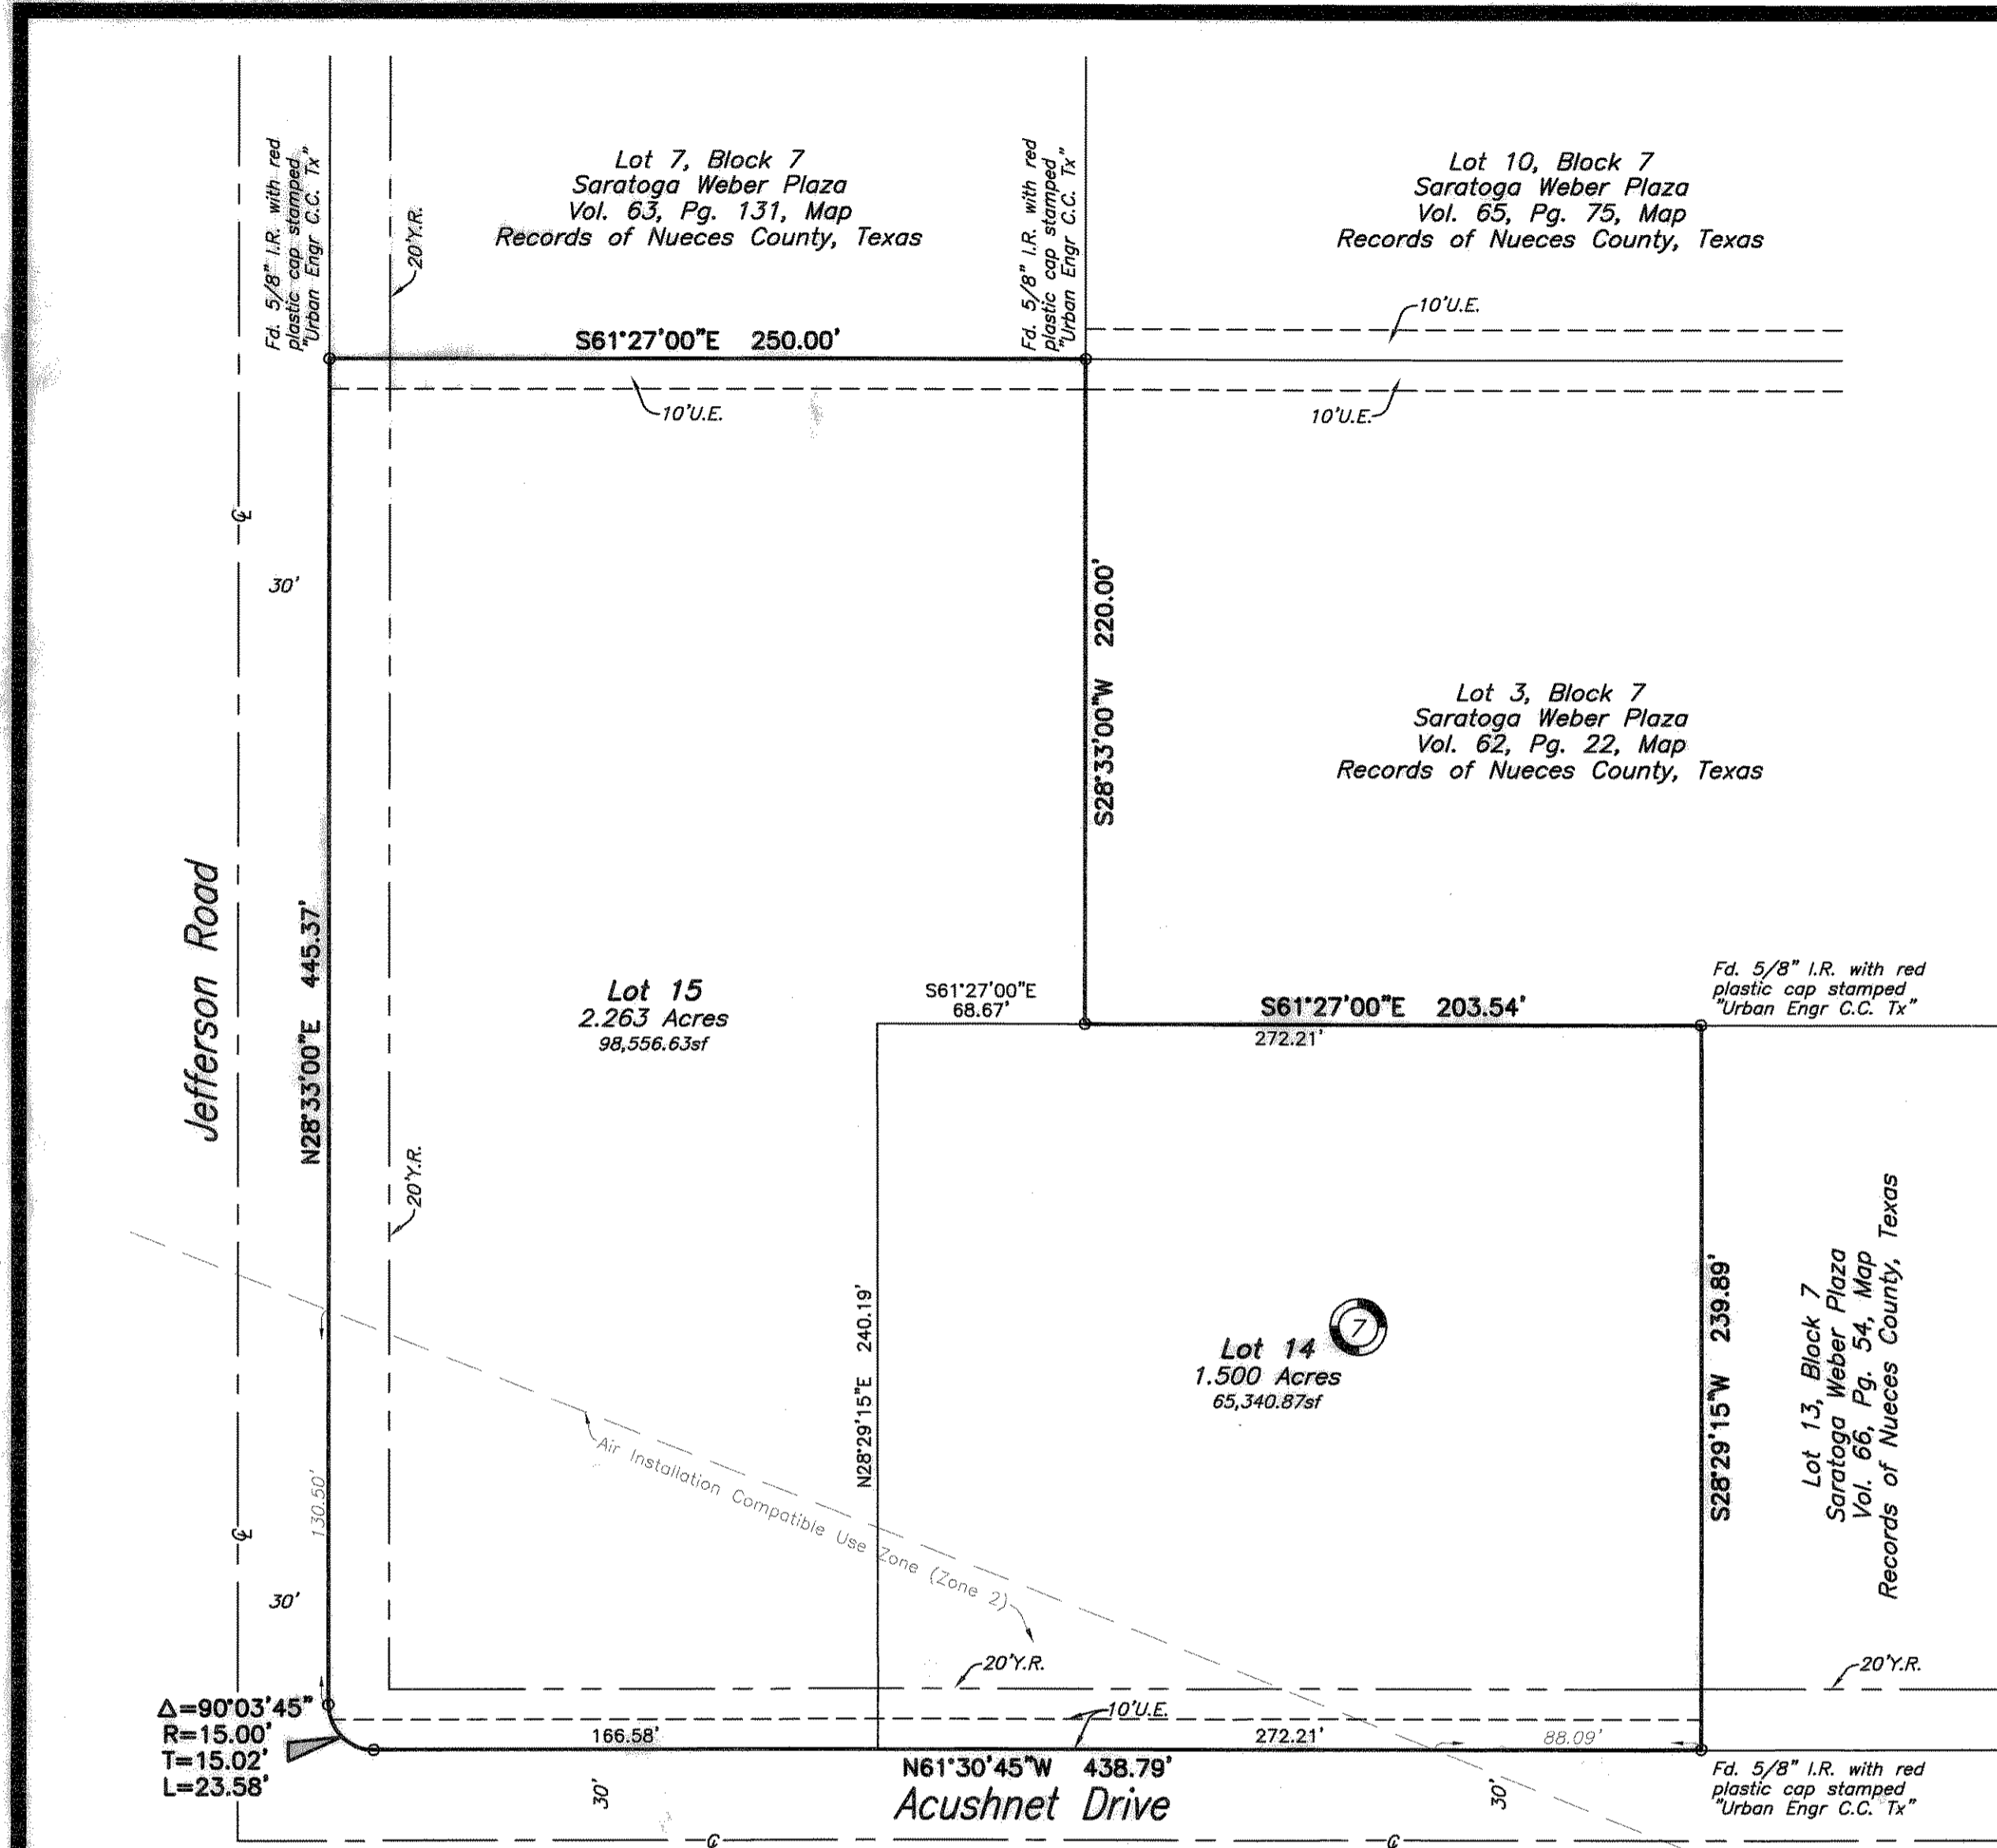 Fd. 5/8" I.R. with red
plastic cap stamped
"Urban Engr C.C. Tx"
20'Y.R.
Lot 7, Block 7
Saratoga Weber Plaza
Vol. 63, Pg. 131, Map
Records of Nueces County, Texas
Fd. 5/8" I.R. with red
plastic cap stamped
"Urban Engr C.C. Tx"
Lot 10, Block 7
Saratoga Weber Plaza
Vol. 65, Pg. 75, Map
Records of Nueces County, Texas
10'U.E.
S61°27'00"E 250.00'
10'U.E.
10'U.E.
℄
30'
S28°33'00"W 220.00'
Lot 3, Block 7
Saratoga Weber Plaza
Vol. 62, Pg. 22, Map
Records of Nueces County, Texas
Jefferson Road
N28°33'00"E 445.37'
Lot 15
2.263 Acres
98,556.63sf
S61°27'00"E
68.67'
S61°27'00"E 203.54'
272.21'
Fd. 5/8" I.R. with red
plastic cap stamped
"Urban Engr C.C. Tx"
20'Y.R.
N28°29'15"E 240.19'
7
Lot 14
1.500 Acres
65,340.87sf
S28°29'15"W 239.89'
Lot 13, Block 7
Saratoga Weber Plaza
Vol. 66, Pg. 54, Map
Records of Nueces County, Texas
Air Installation Compatible Use Zone (Zone 2)
130.50'
℄
30'
20'Y.R.
20'Y.R.
Δ=90°03'45"
R=15.00'
T=15.02'
L=23.58'
10'U.E.
166.58'
272.21'
88.09'
N61°30'45"W 438.79'
Acushnet Drive
30'
30'
Fd. 5/8" I.R. with red
plastic cap stamped
"Urban Engr C.C. Tx"
℄
℄